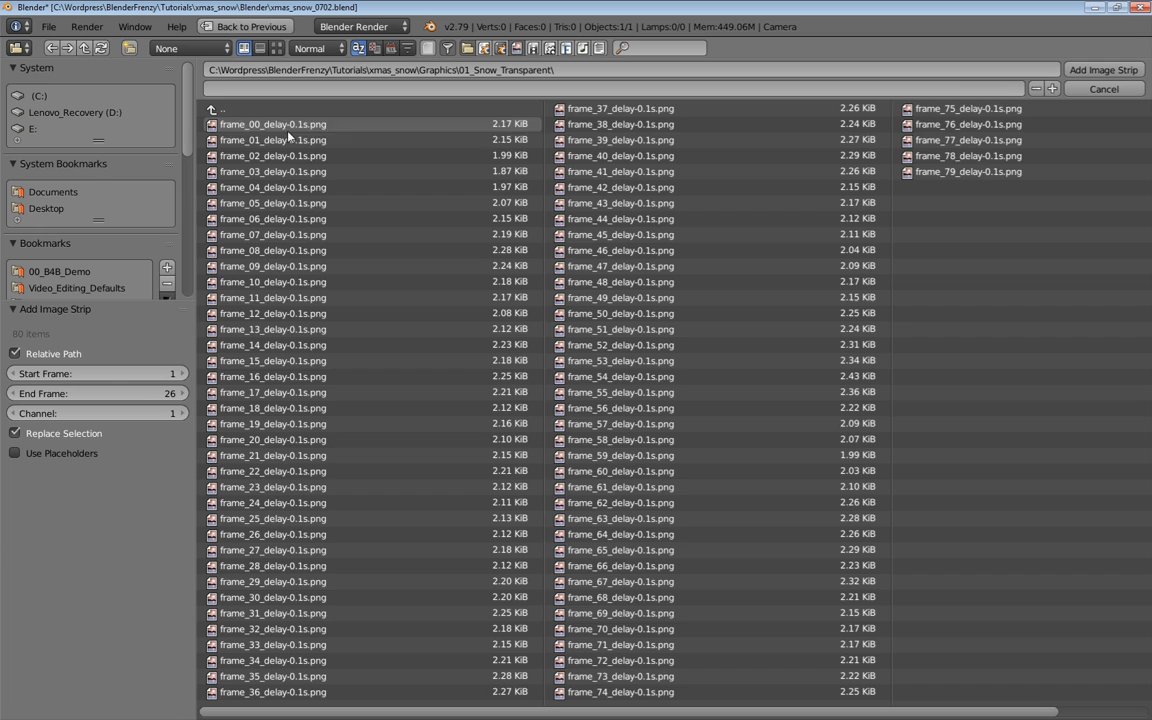 Blender* [C:\Wordpress\BlenderFrenzy\Tutorials\xmas_snow\Blender\xmas_snow_0702.blend]
File Render Window Help Back to Previous Blender Render v2.79 | Verts:0 | Faces:0 | Tris:0 | Objects:1/1 | Lamps:0/0 | Mem:449.06M | Camera
None Normal
System
(C:)
Lenovo_Recovery (D:)
E:
System Bookmarks
Documents
Desktop
Bookmarks
00_B4B_Demo
Video_Editing_Defaults
Add Image Strip
80 items
Relative Path
Start Frame: 1
End Frame: 26
Channel: 1
Replace Selection
Use Placeholders
C:\Wordpress\BlenderFrenzy\Tutorials\xmas_snow\Graphics\01_Snow_Transparent\
Add Image Strip
Cancel
..
frame_00_delay-0.1s.png 2.17 KiB
frame_01_delay-0.1s.png 2.15 KiB
frame_02_delay-0.1s.png 1.99 KiB
frame_03_delay-0.1s.png 1.87 KiB
frame_04_delay-0.1s.png 1.97 KiB
frame_05_delay-0.1s.png 2.07 KiB
frame_06_delay-0.1s.png 2.15 KiB
frame_07_delay-0.1s.png 2.19 KiB
frame_08_delay-0.1s.png 2.28 KiB
frame_09_delay-0.1s.png 2.24 KiB
frame_10_delay-0.1s.png 2.18 KiB
frame_11_delay-0.1s.png 2.17 KiB
frame_12_delay-0.1s.png 2.08 KiB
frame_13_delay-0.1s.png 2.12 KiB
frame_14_delay-0.1s.png 2.23 KiB
frame_15_delay-0.1s.png 2.18 KiB
frame_16_delay-0.1s.png 2.25 KiB
frame_17_delay-0.1s.png 2.21 KiB
frame_18_delay-0.1s.png 2.12 KiB
frame_19_delay-0.1s.png 2.16 KiB
frame_20_delay-0.1s.png 2.10 KiB
frame_21_delay-0.1s.png 2.15 KiB
frame_22_delay-0.1s.png 2.21 KiB
frame_23_delay-0.1s.png 2.12 KiB
frame_24_delay-0.1s.png 2.11 KiB
frame_25_delay-0.1s.png 2.13 KiB
frame_26_delay-0.1s.png 2.12 KiB
frame_27_delay-0.1s.png 2.18 KiB
frame_28_delay-0.1s.png 2.12 KiB
frame_29_delay-0.1s.png 2.20 KiB
frame_30_delay-0.1s.png 2.20 KiB
frame_31_delay-0.1s.png 2.25 KiB
frame_32_delay-0.1s.png 2.18 KiB
frame_33_delay-0.1s.png 2.15 KiB
frame_34_delay-0.1s.png 2.21 KiB
frame_35_delay-0.1s.png 2.28 KiB
frame_36_delay-0.1s.png 2.27 KiB
frame_37_delay-0.1s.png 2.26 KiB
frame_38_delay-0.1s.png 2.24 KiB
frame_39_delay-0.1s.png 2.27 KiB
frame_40_delay-0.1s.png 2.29 KiB
frame_41_delay-0.1s.png 2.26 KiB
frame_42_delay-0.1s.png 2.15 KiB
frame_43_delay-0.1s.png 2.17 KiB
frame_44_delay-0.1s.png 2.12 KiB
frame_45_delay-0.1s.png 2.11 KiB
frame_46_delay-0.1s.png 2.04 KiB
frame_47_delay-0.1s.png 2.09 KiB
frame_48_delay-0.1s.png 2.17 KiB
frame_49_delay-0.1s.png 2.15 KiB
frame_50_delay-0.1s.png 2.25 KiB
frame_51_delay-0.1s.png 2.24 KiB
frame_52_delay-0.1s.png 2.31 KiB
frame_53_delay-0.1s.png 2.34 KiB
frame_54_delay-0.1s.png 2.43 KiB
frame_55_delay-0.1s.png 2.36 KiB
frame_56_delay-0.1s.png 2.22 KiB
frame_57_delay-0.1s.png 2.09 KiB
frame_58_delay-0.1s.png 2.07 KiB
frame_59_delay-0.1s.png 1.99 KiB
frame_60_delay-0.1s.png 2.03 KiB
frame_61_delay-0.1s.png 2.10 KiB
frame_62_delay-0.1s.png 2.26 KiB
frame_63_delay-0.1s.png 2.28 KiB
frame_64_delay-0.1s.png 2.26 KiB
frame_65_delay-0.1s.png 2.29 KiB
frame_66_delay-0.1s.png 2.23 KiB
frame_67_delay-0.1s.png 2.32 KiB
frame_68_delay-0.1s.png 2.21 KiB
frame_69_delay-0.1s.png 2.15 KiB
frame_70_delay-0.1s.png 2.17 KiB
frame_71_delay-0.1s.png 2.17 KiB
frame_72_delay-0.1s.png 2.21 KiB
frame_73_delay-0.1s.png 2.22 KiB
frame_74_delay-0.1s.png 2.25 KiB
frame_75_delay-0.1s.png
frame_76_delay-0.1s.png
frame_77_delay-0.1s.png
frame_78_delay-0.1s.png
frame_79_delay-0.1s.png